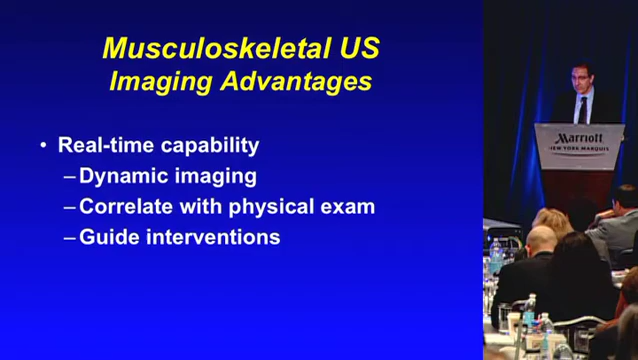 Musculoskeletal US
Imaging Advantages
• Real-time capability
–Dynamic imaging
–Correlate with physical exam
–Guide interventions
Marriott
NEW YORK MARQUIS